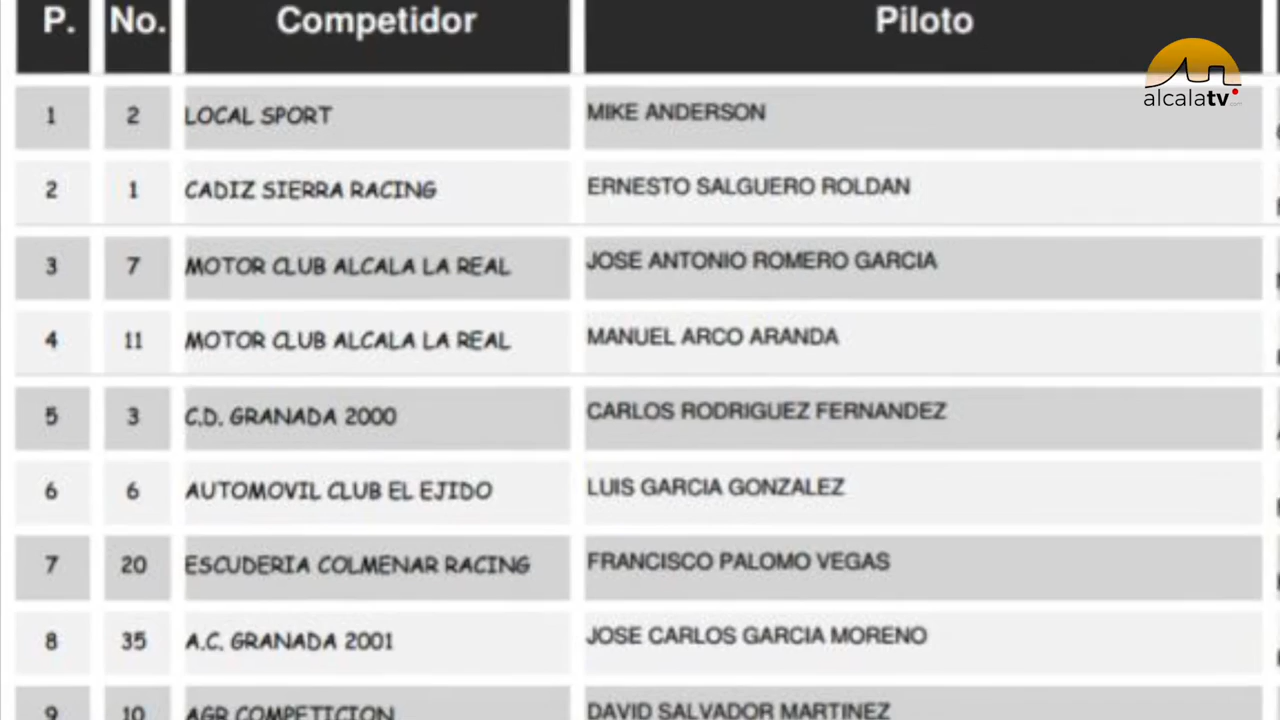 P. No. Competidor Piloto
alcalatv.com
1 2 LOCAL SPORT MIKE ANDERSON
2 1 CADIZ SIERRA RACING ERNESTO SALGUERO ROLDAN
3 7 MOTOR CLUB ALCALA LA REAL JOSE ANTONIO ROMERO GARCIA
4 11 MOTOR CLUB ALCALA LA REAL MANUEL ARCO ARANDA
5 3 C.D. GRANADA 2000 CARLOS RODRIGUEZ FERNANDEZ
6 6 AUTOMOVIL CLUB EL EJIDO LUIS GARCIA GONZALEZ
7 20 ESCUDERIA COLMENAR RACING FRANCISCO PALOMO VEGAS
8 35 A.C. GRANADA 2001 JOSE CARLOS GARCIA MORENO
9 10 AGR COMPETICION DAVID SALVADOR MARTINEZ